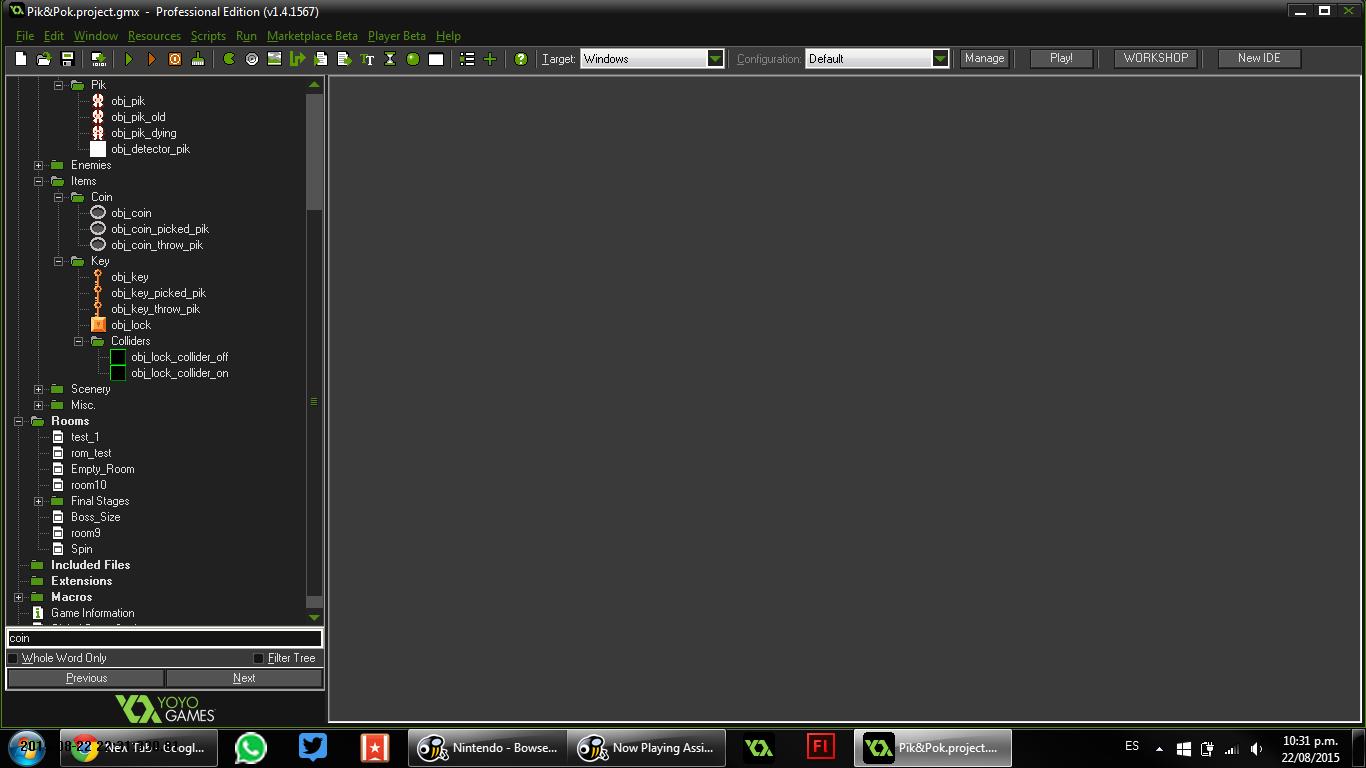 Pik&Pok.project.gmx - Professional Edition (v1.4.1567)
File Edit Window Resources Scripts Run Marketplace Beta Player Beta Help
Target: Windows Configuration: Default Manage Play! WORKSHOP New IDE
Pik
obj_pik
obj_pik_old
obj_pik_dying
obj_detector_pik
Enemies
Items
Coin
obj_coin
obj_coin_picked_pik
obj_coin_throw_pik
Key
obj_key
obj_key_picked_pik
obj_key_throw_pik
obj_lock
Colliders
obj_lock_collider_off
obj_lock_collider_on
Scenery
Misc.
Rooms
test_1
rom_test
Empty_Room
room10
Final Stages
Boss_Size
room9
Spin
Included Files
Extensions
Macros
Game Information
coin
Whole Word Only Filter Tree
Previous Next
YOYO
GAMES
New Tab - Googl...
Nintendo - Browse...
Now Playing Assi...
Fl
Pik&Pok.project....
ES
10:31 p.m.
22/08/2015